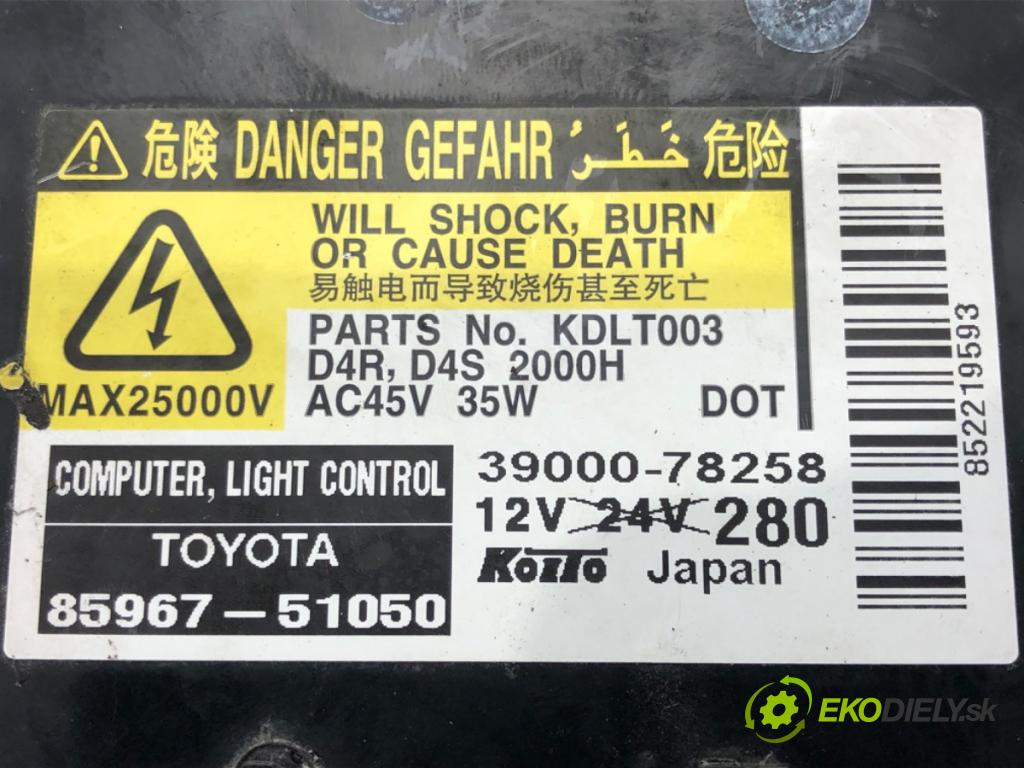 危険 DANGER GEFAHR خَطَرٌ 危险
WILL SHOCK, BURN
OR CAUSE DEATH
易触电而导致烧伤甚至死亡
MAX25000V
PARTS No. KDLT003
D4R, D4S 2000H
AC45V 35W DOT
COMPUTER, LIGHT CONTROL
TOYOTA
85967-51050
39000-78258
12V 24V 280
KOITO Japan
8522219593
EKODIELY.sk